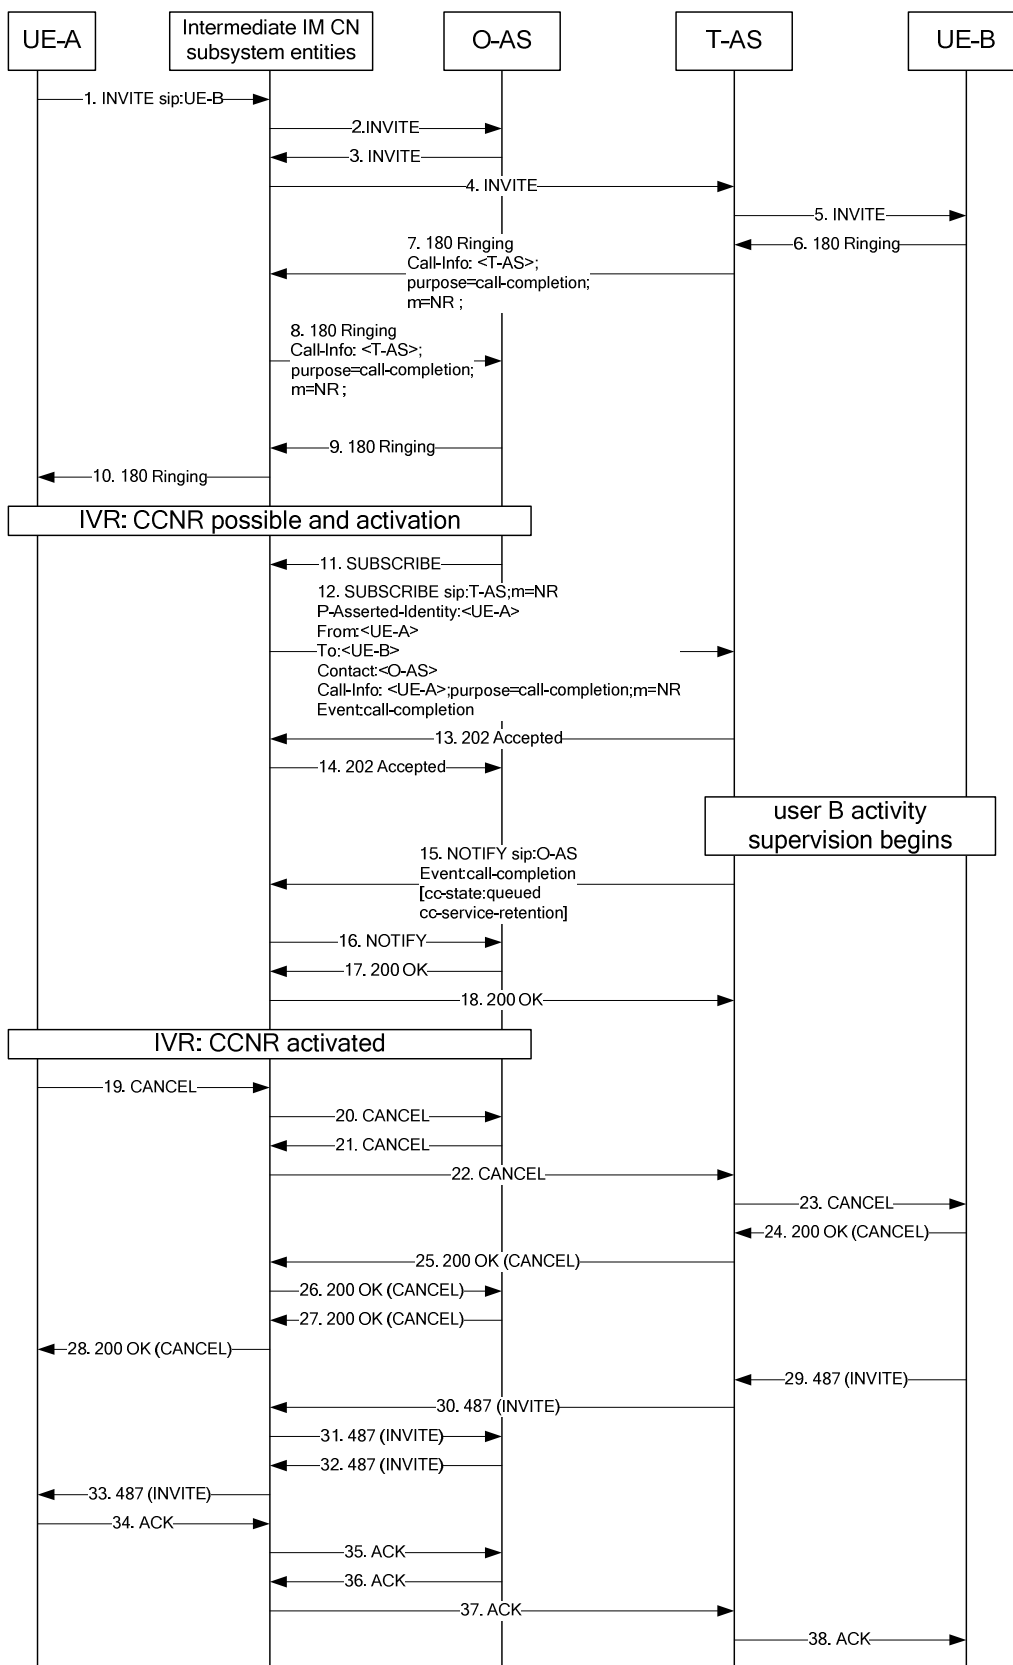 UE-A
Intermediate IM CN
subsystem entities
O-AS
T-AS
UE-B
1. INVITE sip:UE-B
2.INVITE
3. INVITE
4. INVITE
5. INVITE
6. 180 Ringing
7. 180 Ringing
Call-Info: <T-AS>;
purpose=call-completion;
m=NR ;
8. 180 Ringing
Call-Info: <T-AS>;
purpose=call-completion;
m=NR ;
9. 180 Ringing
10. 180 Ringing
IVR: CCNR possible and activation
11. SUBSCRIBE
12. SUBSCRIBE sip:T-AS;m=NR
P-Asserted-Identity:<UE-A>
From:<UE-A>
To:<UE-B>
Contact:<O-AS>
Call-Info: <UE-A>;purpose=call-completion;m=NR
Event:call-completion
13. 202 Accepted
14. 202 Accepted
user B activity
supervision begins
15. NOTIFY sip:O-AS
Event:call-completion
[cc-state:queued
cc-service-retention]
16. NOTIFY
17. 200 OK
18. 200 OK
IVR: CCNR activated
19. CANCEL
20. CANCEL
21. CANCEL
22. CANCEL
23. CANCEL
24. 200 OK (CANCEL)
25. 200 OK (CANCEL)
26. 200 OK (CANCEL)
27. 200 OK (CANCEL)
28. 200 OK (CANCEL)
29. 487 (INVITE)
30. 487 (INVITE)
31. 487 (INVITE)
32. 487 (INVITE)
33. 487 (INVITE)
34. ACK
35. ACK
36. ACK
37. ACK
38. ACK